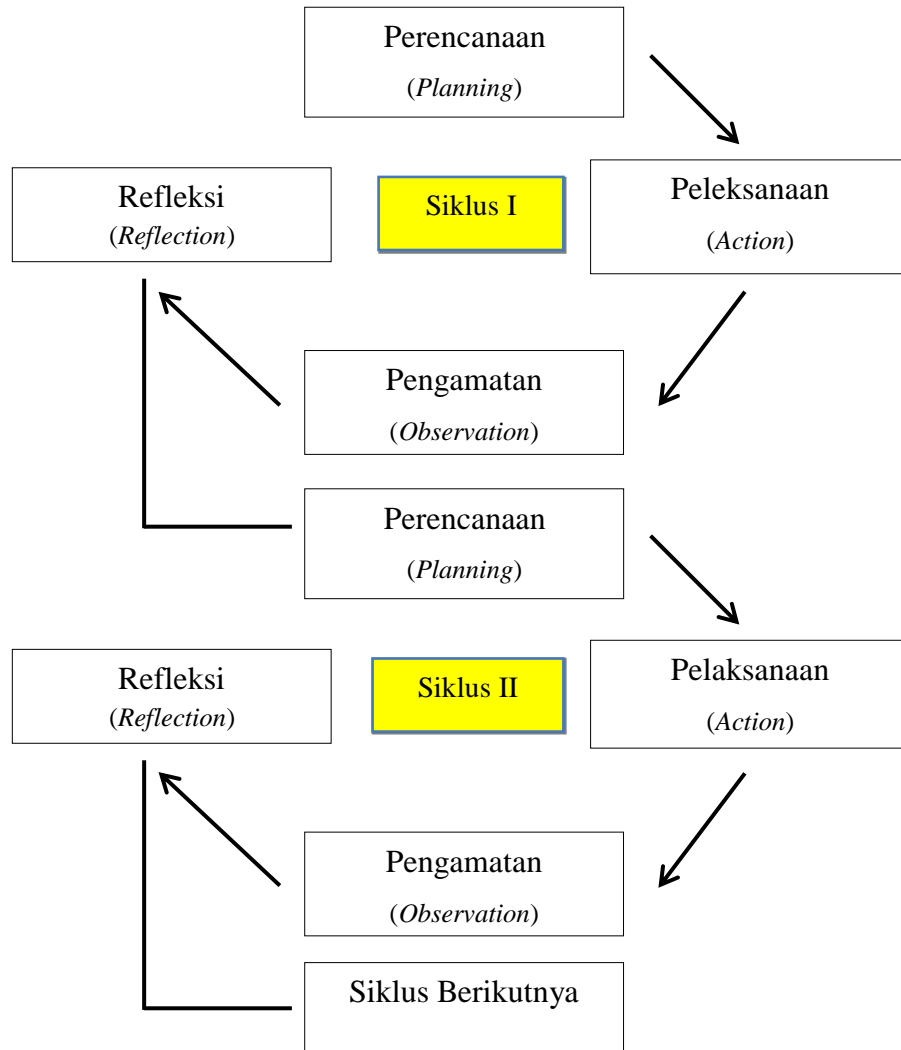 Perencanaan
(Planning)
Refleksi
(Reflection)
Siklus I
Peleksanaan
(Action)
Pengamatan
(Observation)
Perencanaan
(Planning)
Refleksi
(Reflection)
Siklus II
Pelaksanaan
(Action)
Pengamatan
(Observation)
Siklus Berikutnya